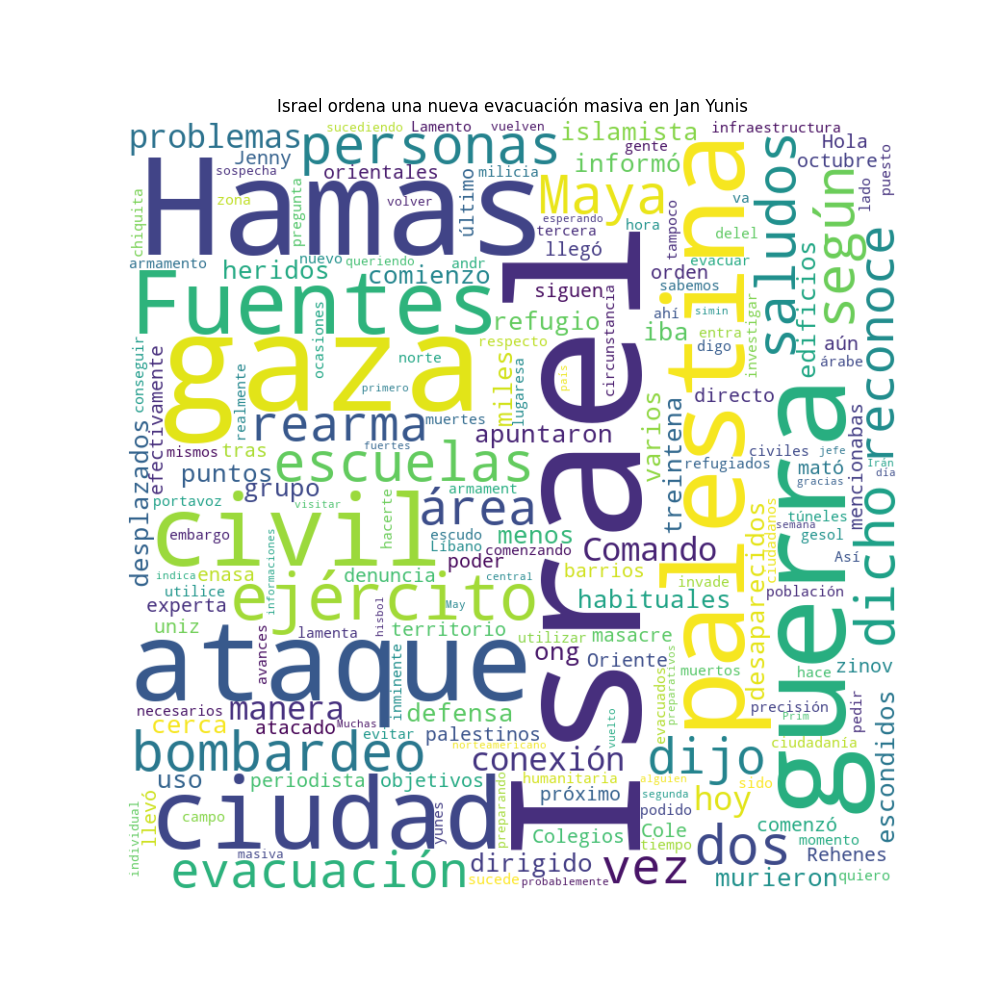 Israel ordena una nueva evacuación masiva en Jan Yunis
problemas
sucediendo
Lamento
vuelven
islamista
infraestructura
personas
Hola
Jenny
sospecha
orientales
milicia
informó
gente
octubre
puesto
Hamas
zona
pregunta
volver
último
Maya
palestina
saludos
según
lado
chiquita
esperando
tercera
hora
tampoco
va
delel
armamento
heridos
nuevo
queriendo
andr
comienzo
llegó
Israel
orden
evacuar
edificios
reconoce
Fuentes
ocasiones
siguen
circunstancia
sabemos
refugio
iba
ahí
simin
investigar
aún
gaza
conseguir
respecto
entra
digo
árabe
efectivamente
realmente
norte
primero
miles
lugaresa
país
directo
guerra
rearma
muertes
apuntaron
varios
treintena
mencionabas
dicho
desplazados
mismos
tras
fuertes
escuelas
refugiados
civiles
jefe
Irán
puntos
grupo
mató
gracias
día
portavoz
visitar
hacerte
armament
civil
área
menos
desaparecidos
ciudadanos
túneles
semana
gesol
embargo
informaciones
escudo
Líbano
comenzando
Comando
Así
indica
enasa
denuncia
poder
central
barrios
invade
población
utilice
ejército
May
habituales
experta
hisbol
uniz
avances
lamenta
territorio
utilizar
masacre
ataque
inminente
ong
Oriente
evacuados
preparativos
muertos
hace
zinov
necesarios
manera
defensa
precisión
pedir
cerca
atacado
Muchas
evitar
palestinos
vuelto
Prim
escondidos
bombardeo
norteamericano
dijo
ciudadanía
uso
periodista
objetivos
conexión
humanitaria
alguien
sido
llevó
próximo
segunda
hoy
individual
campo
ciudad
yunes
preparando
podido
Colegios
Cole
tiempo
comenzó
momento
masiva
dos
Rehenes
evacuación
dirigido
vez
sucede
probablemente
murieron
quiero